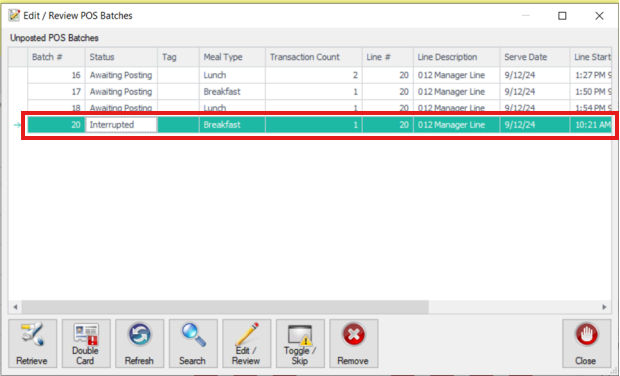 Edit / Review POS Batches
Unposted POS Batches
Batch # Status Tag Meal Type Transaction Count Line # Line Description Serve Date Line Start
16 Awaiting Posting Lunch 2 20 012 Manager Line 9/12/24 1:27 PM 9
17 Awaiting Posting Breakfast 1 20 012 Manager Line 9/12/24 1:50 PM 9
18 Awaiting Posting Lunch 1 20 012 Manager Line 9/12/24 1:54 PM 9
20 Interrupted Breakfast 1 20 012 Manager Line 9/12/24 10:21 AM
Retrieve Double Card Refresh Search Edit / Review Toggle / Skip Remove Close